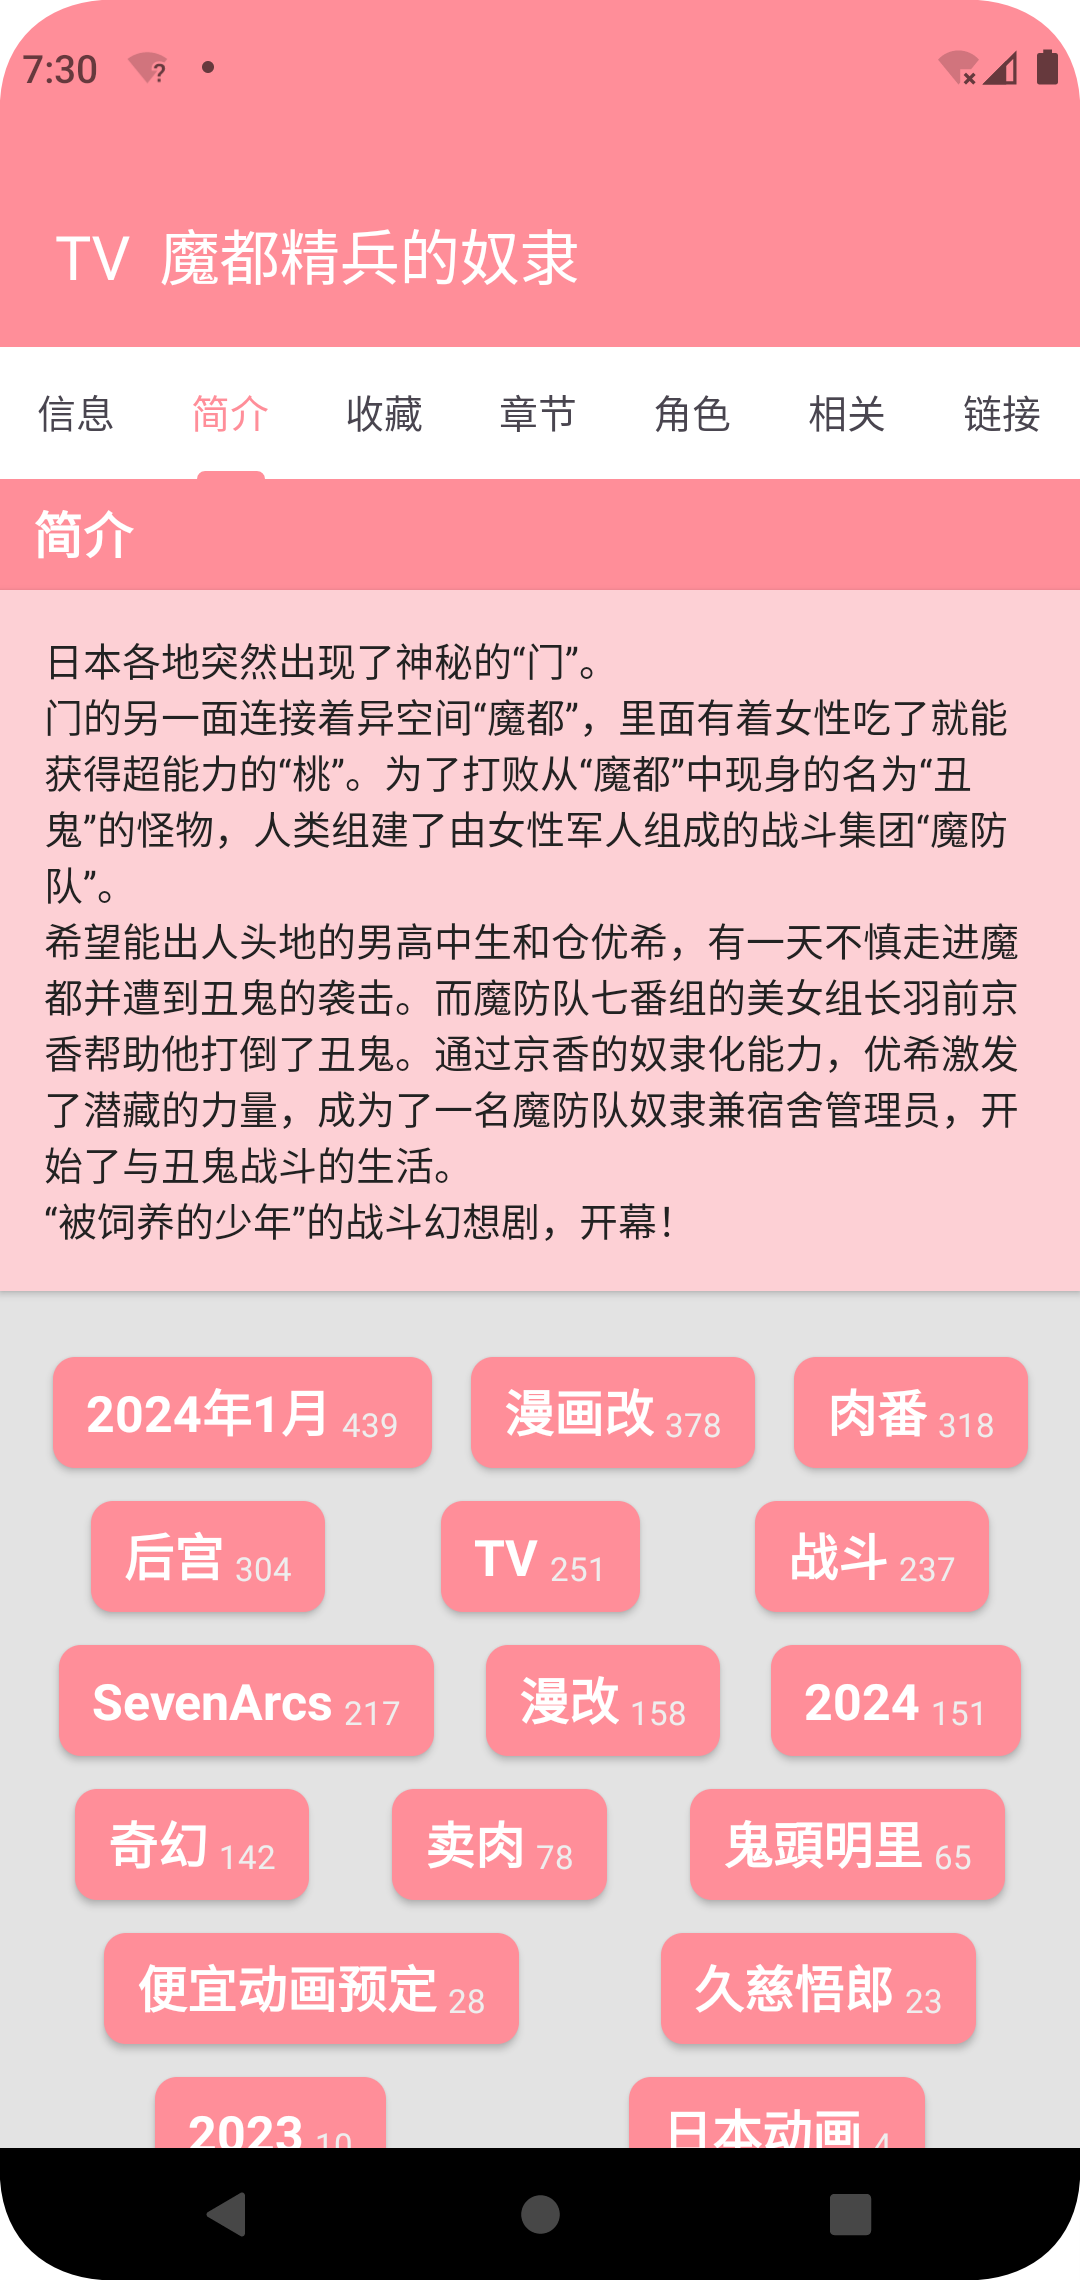 7:30
TV 魔都精兵的奴隶
信息 简介 收藏 章节 角色 相关 链接
简介
日本各地突然出现了神秘的“门”。
门的另一面连接着异空间“魔都”，里面有着女性吃了就能
获得超能力的“桃”。为了打败从“魔都”中现身的名为“丑
鬼”的怪物，人类组建了由女性军人组成的战斗集团“魔防
队”。
希望能出人头地的男高中生和仓优希，有一天不慎走进魔
都并遭到丑鬼的袭击。而魔防队七番组的美女组长羽前京
香帮助他打倒了丑鬼。通过京香的奴隶化能力，优希激发
了潜藏的力量，成为了一名魔防队奴隶兼宿舍管理员，开
始了与丑鬼战斗的生活。
“被饲养的少年”的战斗幻想剧，开幕！
2024年1月 439 漫画改 378 肉番 318
后宫 304 TV 251 战斗 237
SevenArcs 217 漫改 158 2024 151
奇幻 142 卖肉 78 鬼頭明里 65
便宜动画预定 28 久慈悟郎 23
2023 10 日本动画 4